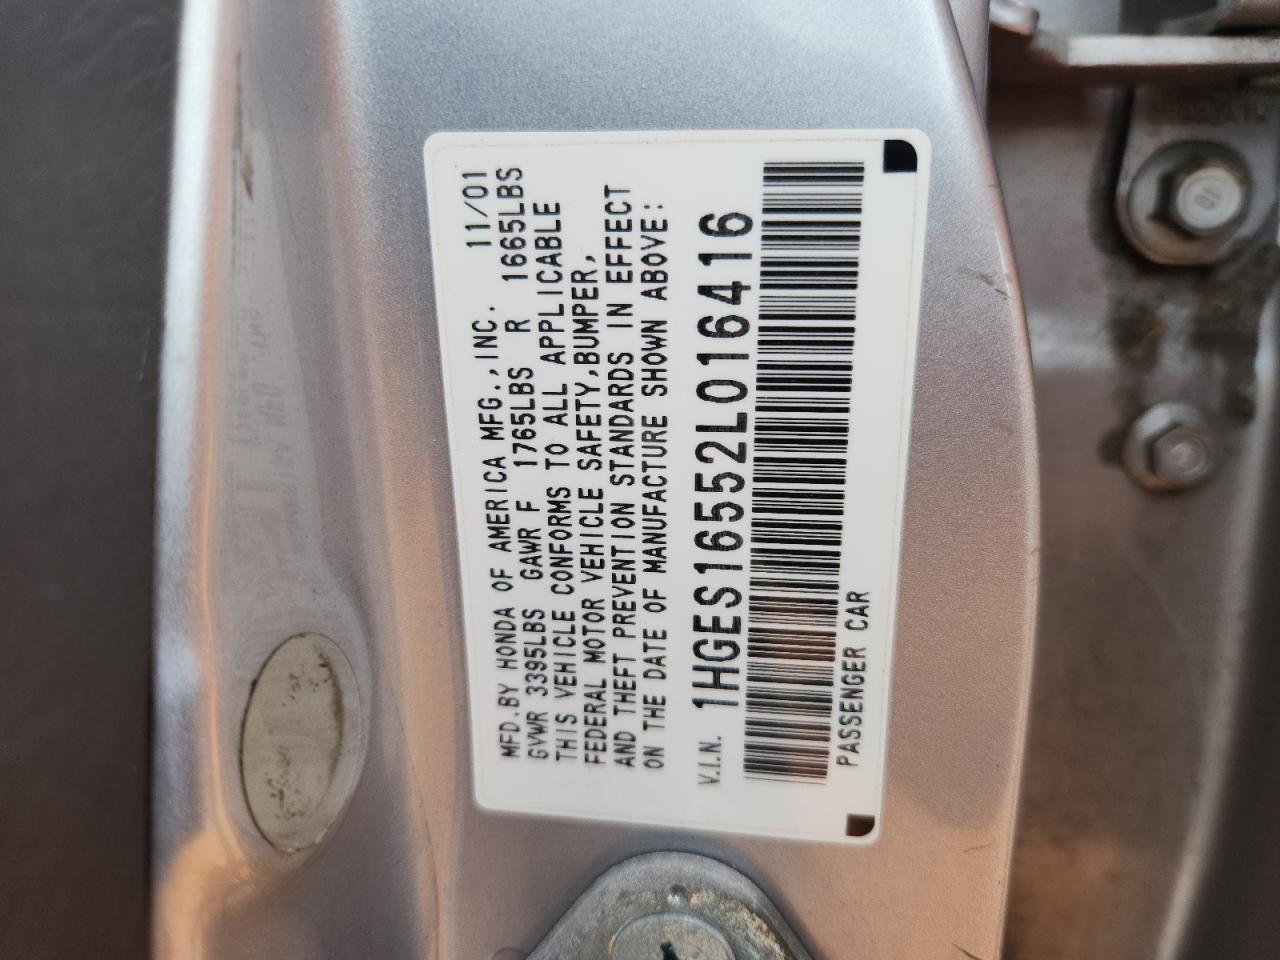 MFD.BY HONDA OF AMERICA MFG.,INC. 11/01
GVWR 3395LBS GAWR F 1765LBS R 1665LBS
THIS VEHICLE CONFORMS TO ALL APPLICABLE
FEDERAL MOTOR VEHICLE SAFETY,BUMPER,
AND THEFT PREVENTION STANDARDS IN EFFECT
ON THE DATE OF MANUFACTURE SHOWN ABOVE:
V.I.N. 1HGES16552L016416
PASSENGER CAR